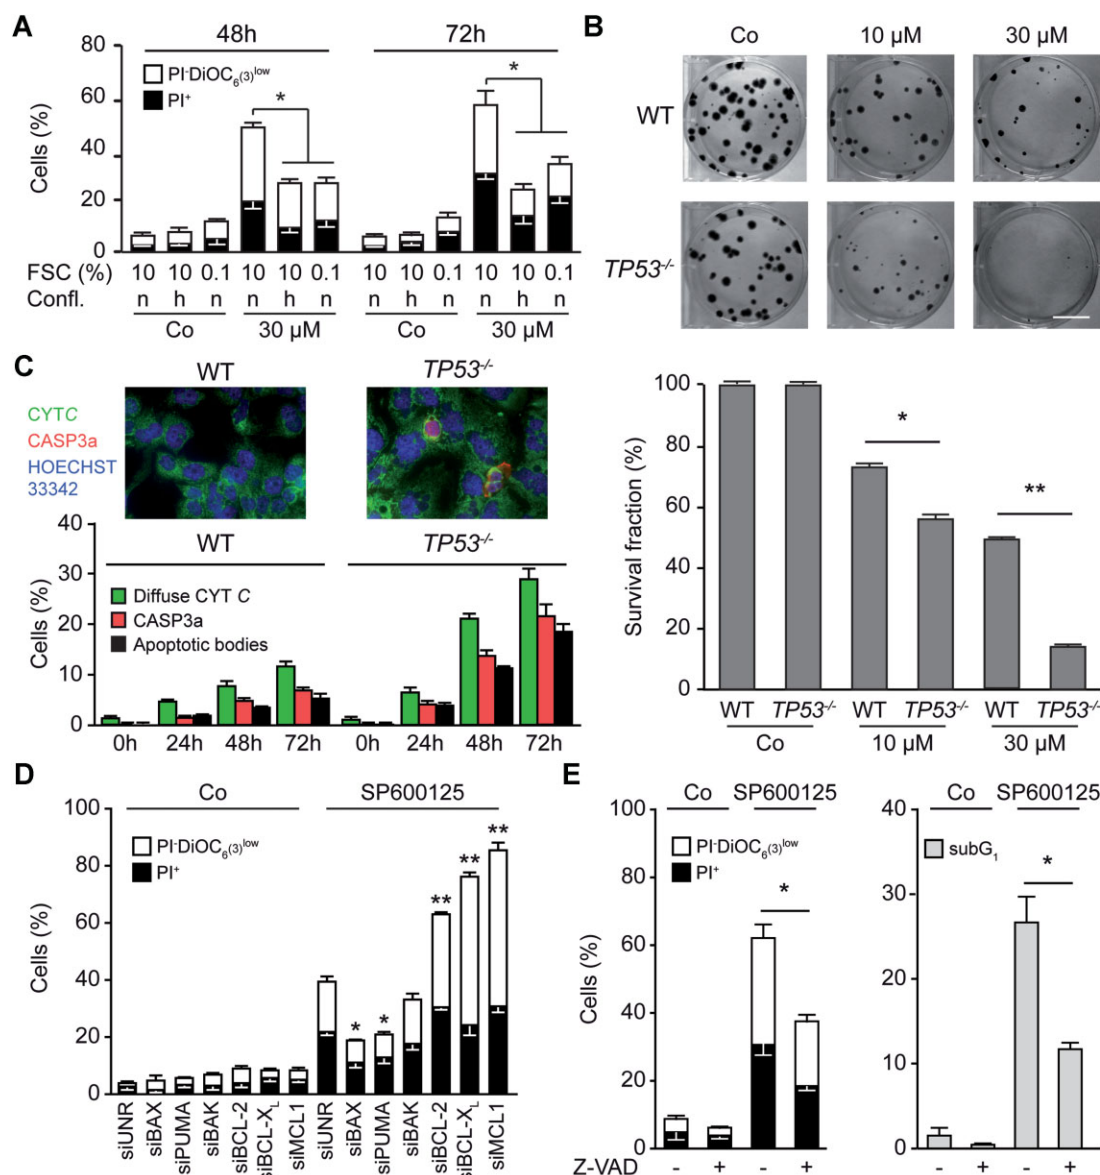 A
48h 72h
80
60
40
20
0
Cells (%)
PI⁻DiOC₆₍₃₎ˡᵒʷ
PI⁺
* *
FSC (%) 10 10 0.1 10 10 0.1 10 10 0.1 10 10 0.1
Confl. n h n n h n n h n n h n
Co 30 µM Co 30 µM
B
Co 10 µM 30 µM
WT
TP53⁻/⁻
100
80
60
40
20
0
Survival fraction (%)
*
**
WT TP53⁻/⁻ WT TP53⁻/⁻ WT TP53⁻/⁻
Co 10 µM 30 µM
C
WT TP53⁻/⁻
CYTC
CASP3a
HOECHST
33342
40
30
20
10
0
Cells (%)
WT TP53⁻/⁻
Diffuse CYT C
CASP3a
Apoptotic bodies
0h 24h 48h 72h 0h 24h 48h 72h
D
Co SP600125
100
80
60
40
20
0
Cells (%)
PI⁻DiOC₆₍₃₎ˡᵒʷ
PI⁺
* * ** ** **
siUNR siBAX siPUMA siBAK siBCL-2 siBCL-X_L siMCL1 siUNR siBAX siPUMA siBAK siBCL-2 siBCL-X_L siMCL1
E
Co SP600125
100
80
60
40
20
0
Cells (%)
PI⁻DiOC₆₍₃₎ˡᵒʷ
PI⁺
*
Z-VAD - + - +
Co SP600125
40
30
20
10
0
subG₁
*
- + - +